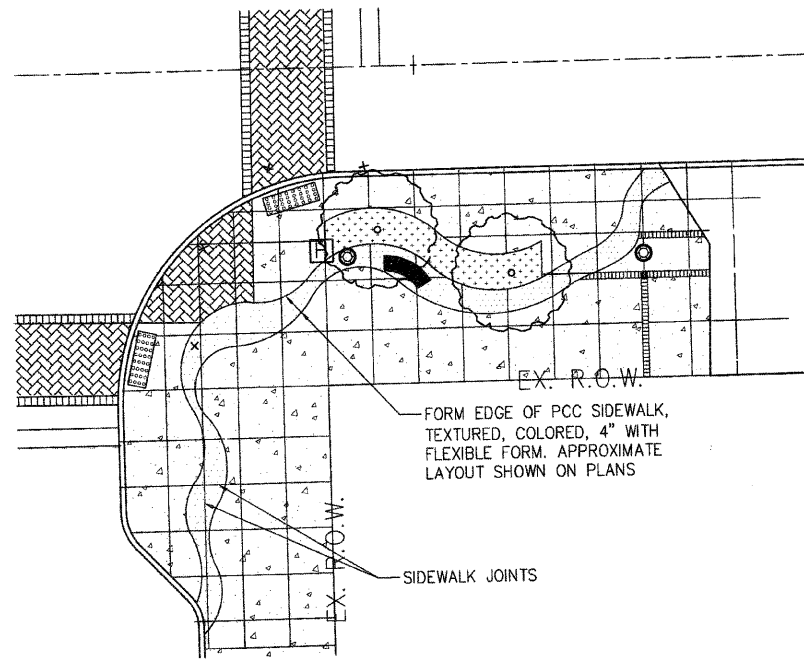 EX. R.O.W.
FORM EDGE OF PCC SIDEWALK,
TEXTURED, COLORED, 4" WITH
FLEXIBLE FORM. APPROXIMATE
LAYOUT SHOWN ON PLANS
EX. R.O.W.
SIDEWALK JOINTS